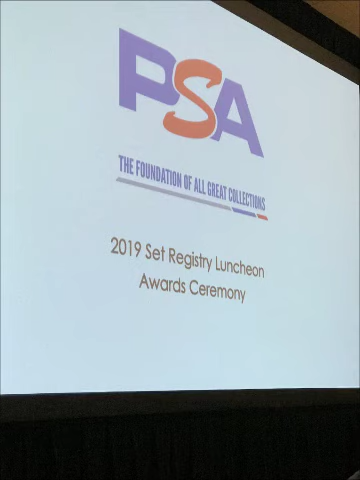 PSA
THE FOUNDATION OF ALL GREAT COLLECTIONS
2019 Set Registry Luncheon
Awards Ceremony